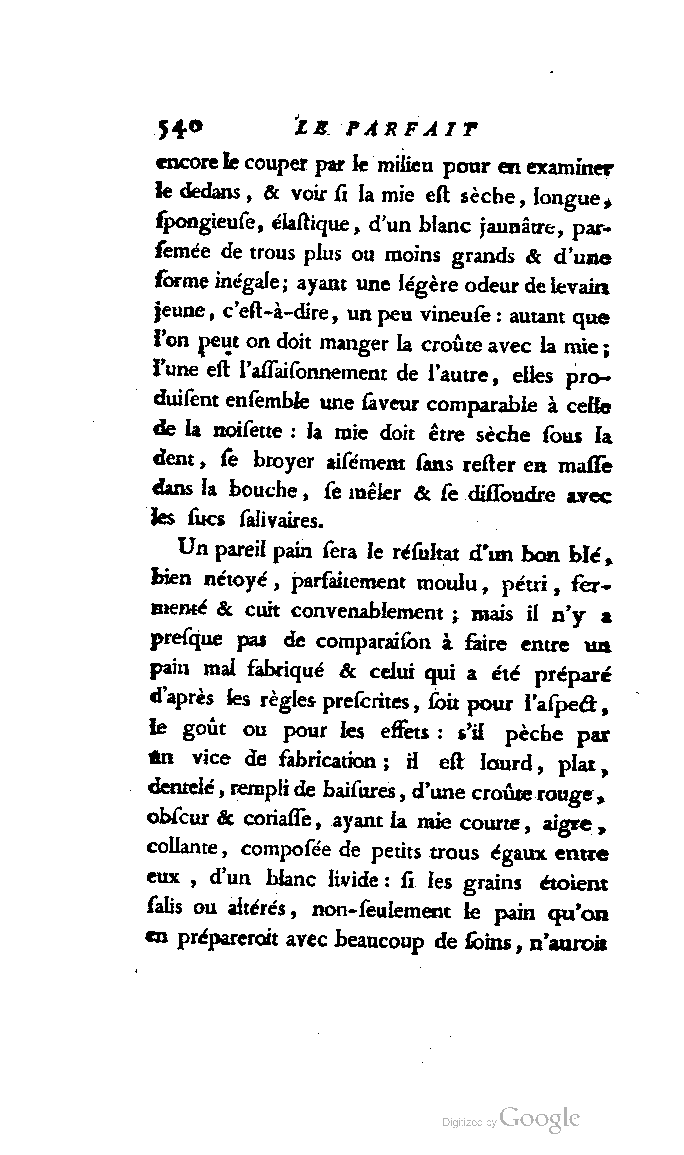 540 LE PARFAIT
encore le couper par le milieu pour en examiner
le dedans, & voir ſi la mie eſt sèche, longue,
ſpongieuſe, élaſtique, d'un blanc jaunâtre, par-
ſemée de trous plus ou moins grands & d'une
forme inégale; ayant une légère odeur de levain
jeune, c'eſt-à-dire, un peu vineuſe : autant que
l'on peut on doit manger la croûte avec la mie;
l'une eſt l'aſſaiſonnement de l'autre, elles pro-
duiſent enſemble une ſaveur comparable à celle
de la noiſette : la mie doit être sèche ſous la
dent, ſe broyer aiſément ſans reſter en maſſe
dans la bouche, ſe mêler & ſe diſſoudre avec
les ſucs ſalivaires.
Un pareil pain ſera le réſultat d'un bon blé,
bien nétoyé, parfaitement moulu, pétri, fer-
menté & cuit convenablement ; mais il n'y a
preſque pas de comparaiſon à faire entre un
pain mal fabriqué & celui qui a été préparé
d'après les règles preſcrites, ſoit pour l'aſpect,
le goût ou pour les effets : s'il pèche par
un vice de fabrication ; il eſt lourd, plat,
dentelé, rempli de baiſures, d'une croûte rouge,
obſcur & coriaſſe, ayant la mie courte, aigre,
collante, compoſée de petits trous égaux entre
eux, d'un blanc livide : ſi les grains étoient
ſalis ou altérés, non-ſeulement le pain qu'on
en prépareroit avec beaucoup de ſoins, n'auroit
Digitized by Google